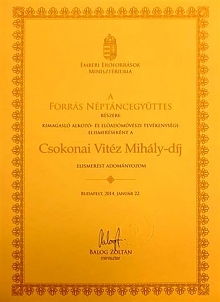 Emberi Erőforrások
Minisztériuma
A
Forrás Néptáncegyüttes
részére
kimagasló alkotó- és előadóművészi tevékenysége
elismeréseként a
Csokonai Vitéz Mihály-díj
elismerést adományozom
Budapest, 2014. január 22.
Balog Zoltán
miniszter